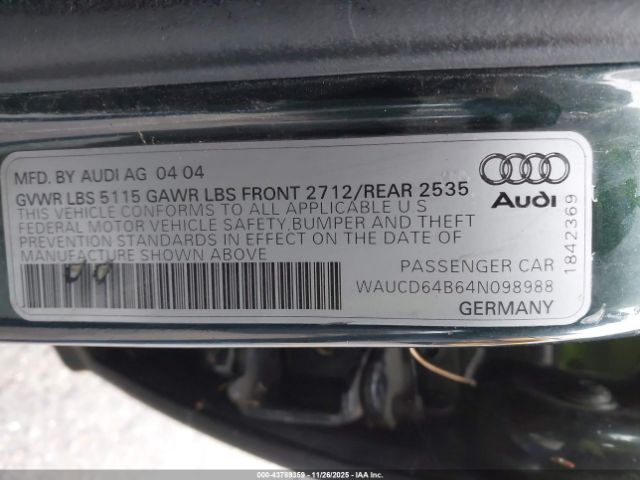 MFD. BY AUDI AG 04 04
GVWR LBS 5115 GAWR LBS FRONT 2712/REAR 2535
THIS VEHICLE CONFORMS TO ALL APPLICABLE U S
FEDERAL MOTOR VEHICLE SAFETY,BUMPER AND THEFT
PREVENTION STANDARDS IN EFFECT ON THE DATE OF
MANUFACTURE SHOWN ABOVE
Audi
1842369
PASSENGER CAR
WAUCD64B64N098988
GERMANY
000-43789359 - 11/26/2025 - IAA Inc. Copyright